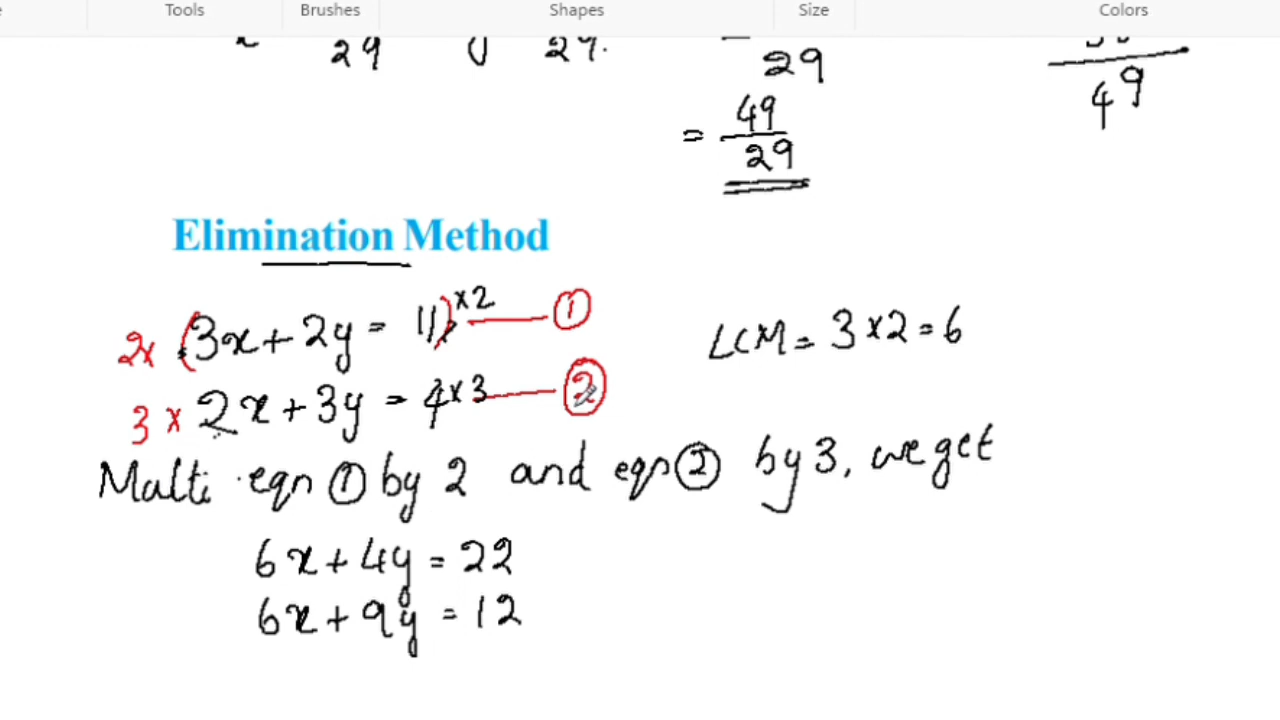 Tools Brushes Shapes Size Colors
x 29 y 29.
29
49
= 49
29
Elimination Method
2x (3x + 2y = 11) ×2 — ①
LCM = 3 × 2 = 6
3 × 2x + 3y = 4 × 3 — ②
Multi eqn ① by 2 and eqn ② by 3, we get
6x + 4y = 22
6x + 9y = 12